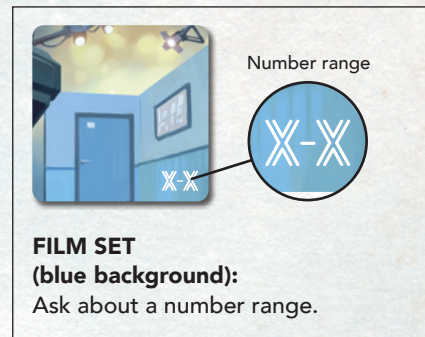 Number range
X-X
X-X
FILM SET
(blue background):
Ask about a number range.